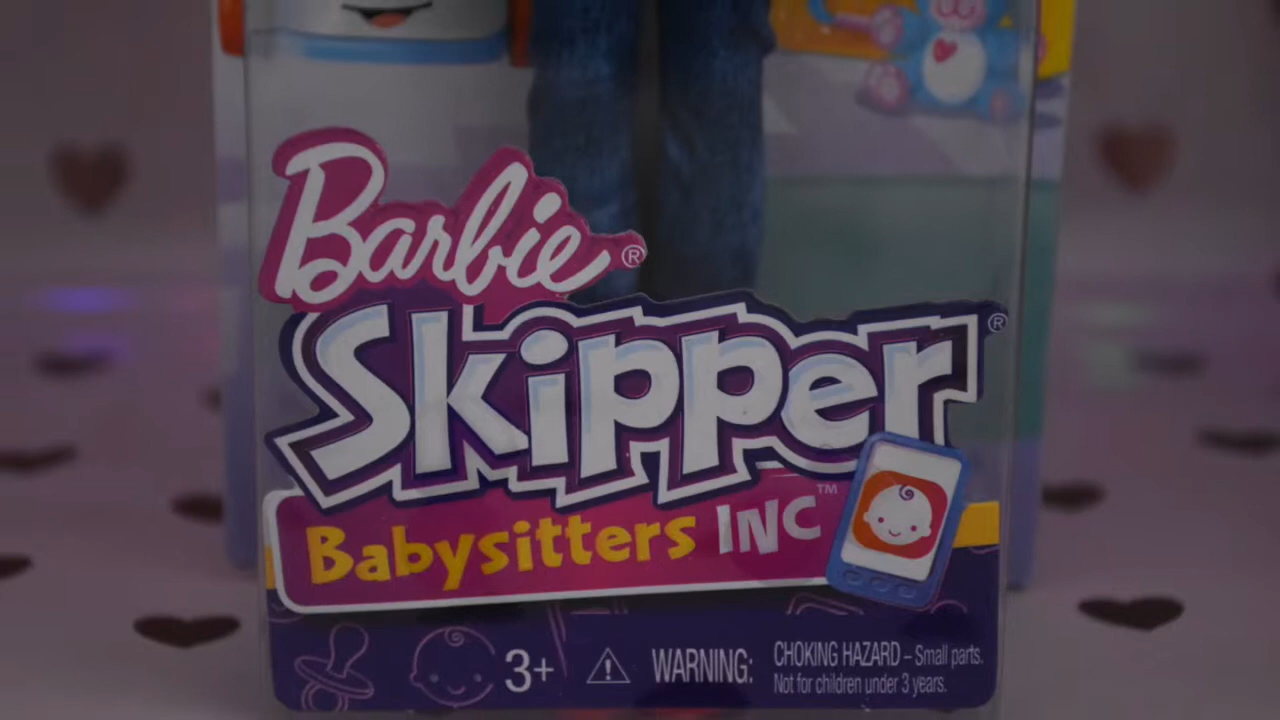 Barbie®
Skipper®
Babysitters INC™
3+ ⚠ WARNING: CHOKING HAZARD – Small parts.
Not for children under 3 years.